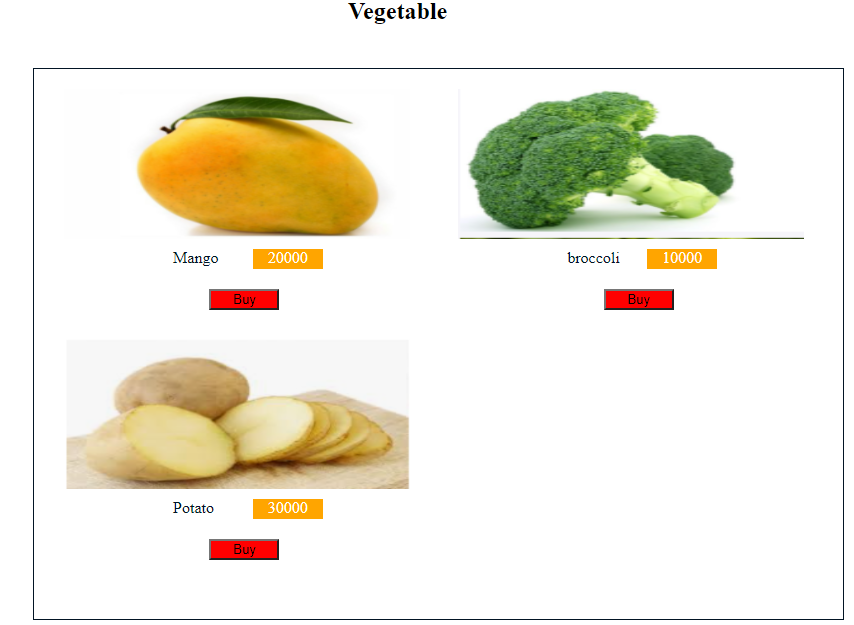 Vegetable
Mango 20000
broccoli 10000
Buy
Buy
Potato 30000
Buy